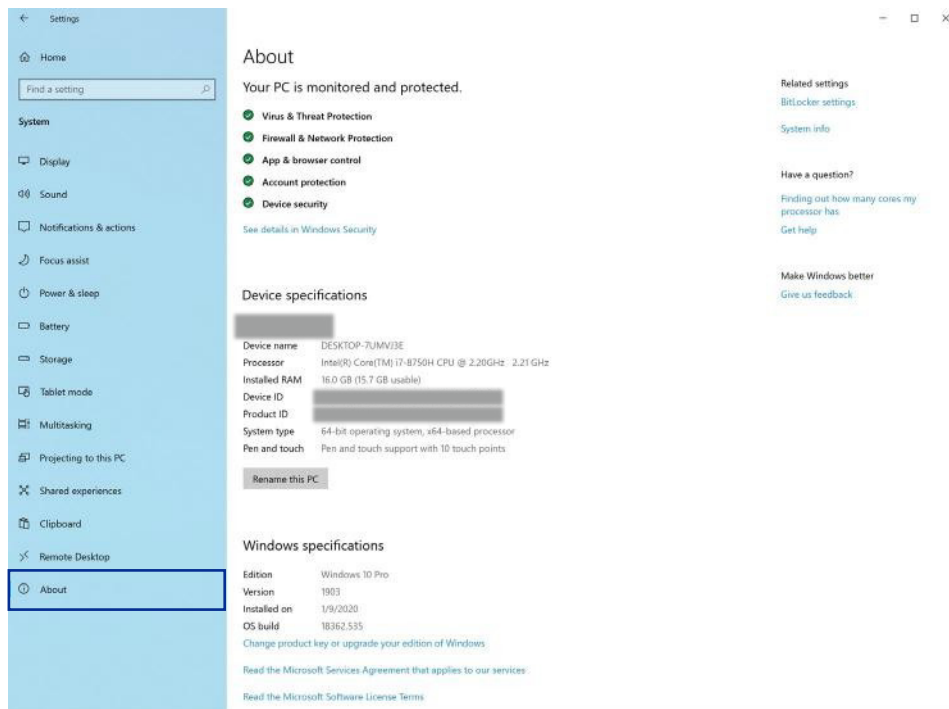 Settings
Home
Find a setting
System
Display
Sound
Notifications & actions
Focus assist
Power & sleep
Battery
Storage
Tablet mode
Multitasking
Projecting to this PC
Shared experiences
Clipboard
Remote Desktop
About
About
Your PC is monitored and protected.
Virus & Threat Protection
Firewall & Network Protection
App & browser control
Account protection
Device security
See details in Windows Security
Device specifications
Device name DESKTOP-7UMVJ3E
Processor Intel(R) Core(TM) i7-8750H CPU @ 2.20GHz 2.21 GHz
Installed RAM 16.0 GB (15.7 GB usable)
Device ID
Product ID
System type 64-bit operating system, x64-based processor
Pen and touch Pen and touch support with 10 touch points
Rename this PC
Windows specifications
Edition Windows 10 Pro
Version 1903
Installed on 1/9/2020
OS build 18362.535
Change product key or upgrade your edition of Windows
Read the Microsoft Services Agreement that applies to our services
Read the Microsoft Software License Terms
Related settings
BitLocker settings
System info
Have a question?
Finding out how many cores my
processor has
Get help
Make Windows better
Give us feedback